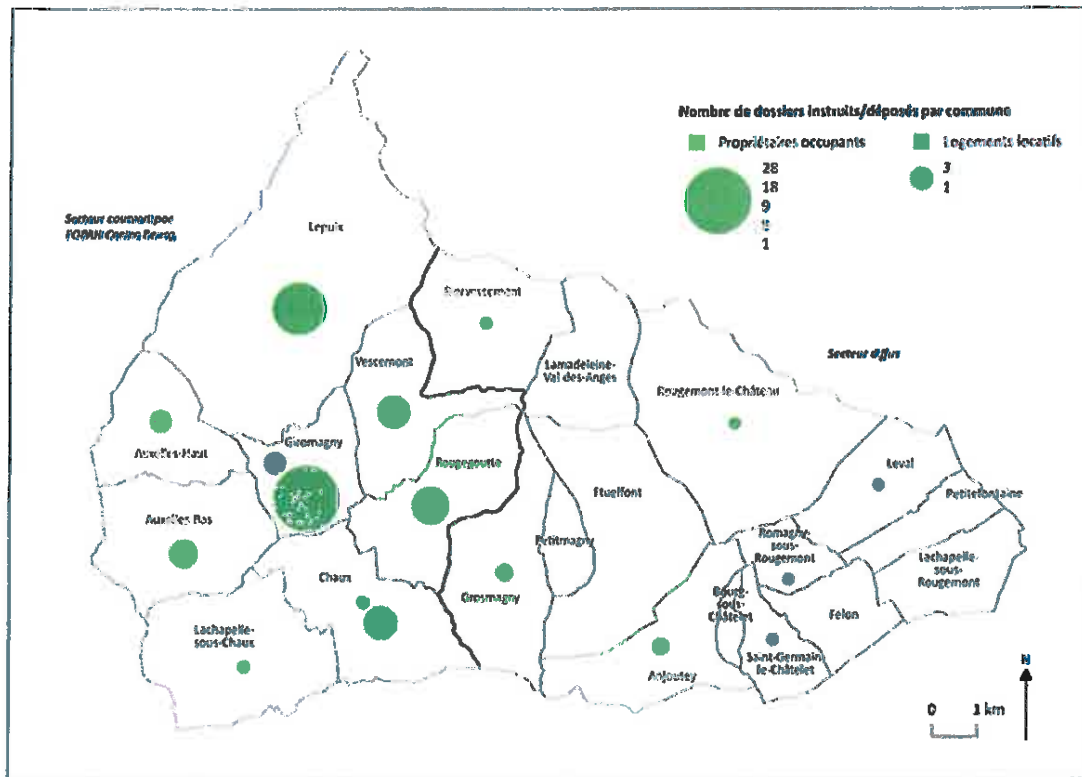 Nombre de dossiers instruits/déposés par commune
Propriétaires occupants
Logements locatifs
28
18
9
1
3
1
Secteur
Lepuix
Vescemont
Lamadeleine-
Val-des-Anges
Secteur diffus
Rougemont-le-Château
Auxelles-Haut
Giromagny
Rougegoutte
Etueffont
Leval
Petitefontaine
Auxelles-Bas
Petitmagny
Romagny-
sous-
Rougemont
Lachapelle-
sous-
Rougemont
Chaux
Grosmagny
Bourg-
sous-
Châtelet
Felon
Lachapelle-
sous-Chaux
Anjoutey
Saint-Germain
le-Châtelet
N
0 1 km